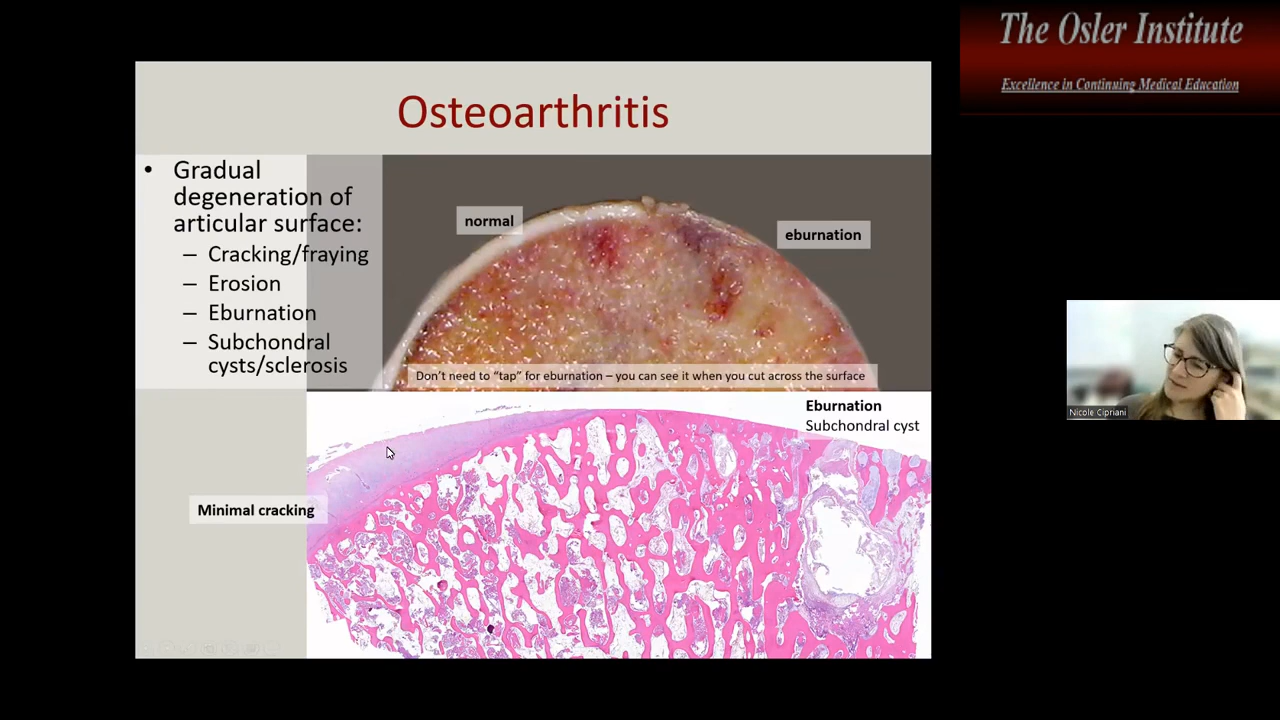 The Osler Institute
Excellence in Continuing Medical Education
Osteoarthritis
• Gradual
degeneration of
articular surface:
– Cracking/fraying
– Erosion
– Eburnation
– Subchondral
cysts/sclerosis
normal
eburnation
Don't need to “tap” for eburnation – you can see it when you cut across the surface
Eburnation
Subchondral cyst
Minimal cracking
Nicole Cipriani